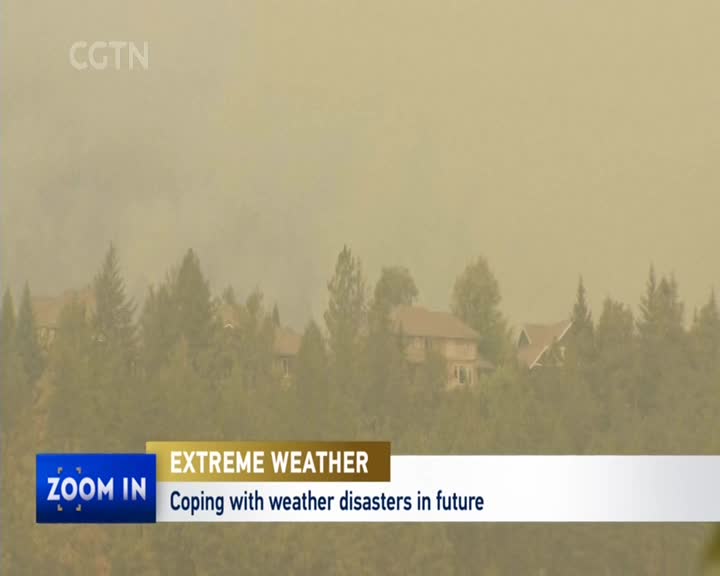 CGTN
EXTREME WEATHER
ZOOM IN
Coping with weather disasters in future